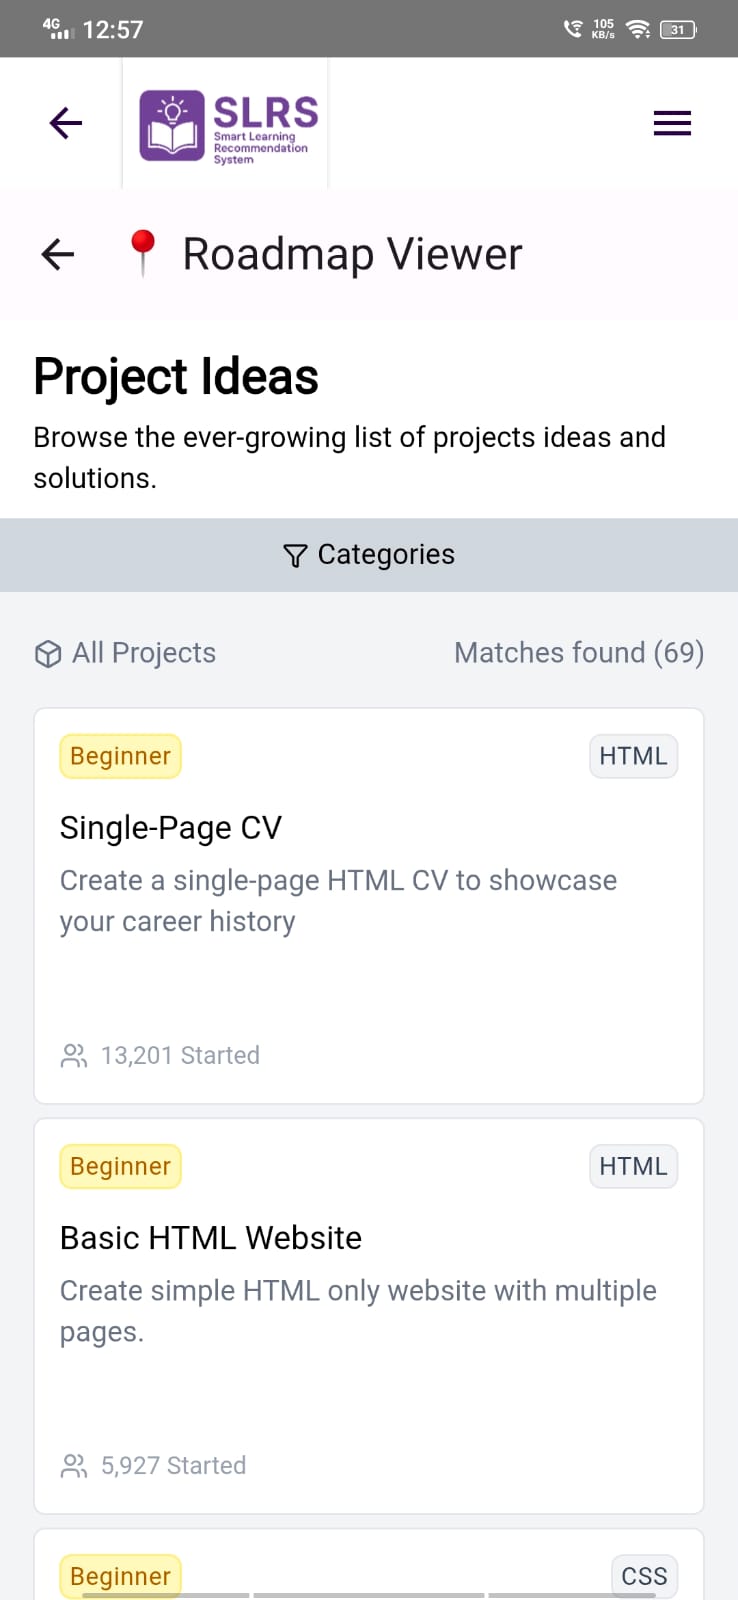 4G 12:57 105 KB/s 31
SLRS
Smart Learning
Recommendation
System
Roadmap Viewer
Project Ideas
Browse the ever-growing list of projects ideas and
solutions.
Categories
All Projects Matches found (69)
Beginner HTML
Single-Page CV
Create a single-page HTML CV to showcase
your career history
13,201 Started
Beginner HTML
Basic HTML Website
Create simple HTML only website with multiple
pages.
5,927 Started
Beginner CSS